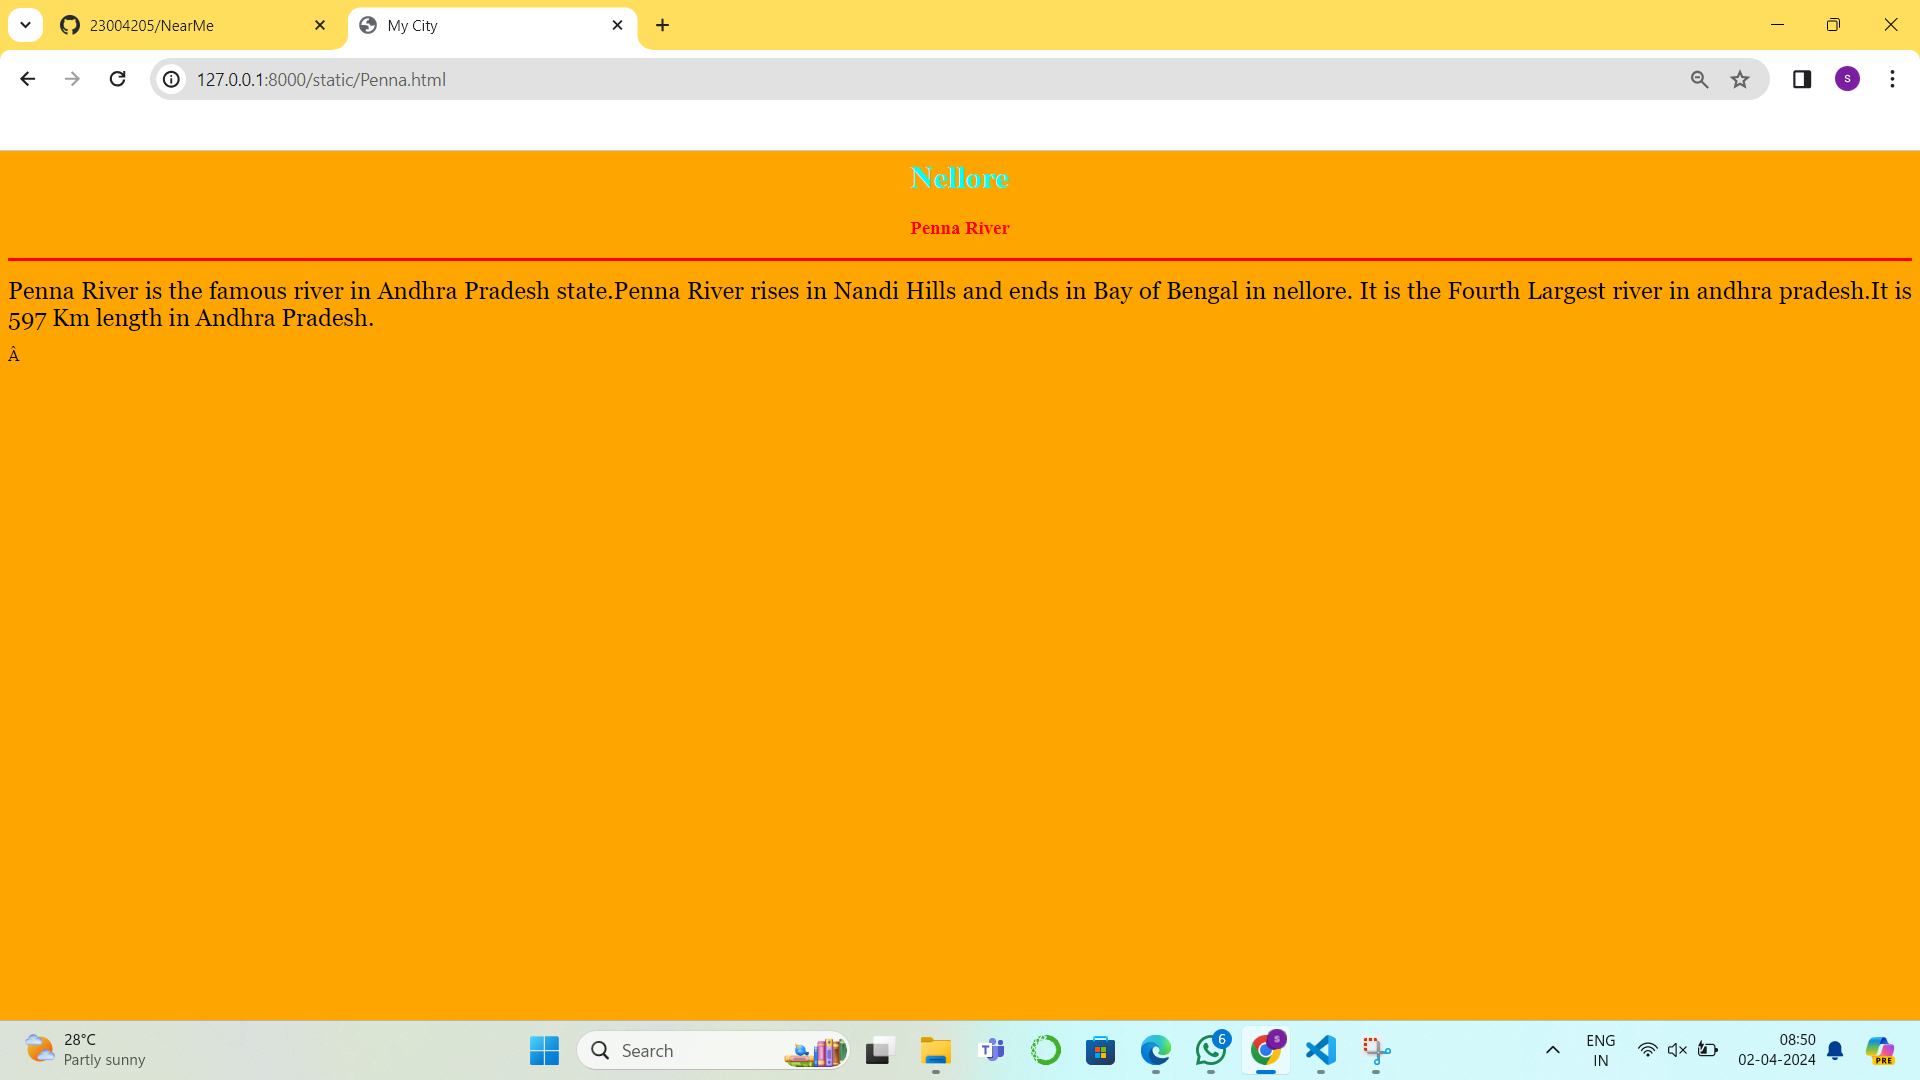 23004205/NearMe
My City
127.0.0.1:8000/static/Penna.html
S
Nellore
Penna River
Penna River is the famous river in Andhra Pradesh state.Penna River rises in Nandi Hills and ends in Bay of Bengal in nellore. It is the Fourth Largest river in andhra pradesh.It is
597 Km length in Andhra Pradesh.
Â
28°C
Partly sunny
Search
6
S
ENG
IN
08:50
02-04-2024
PRE